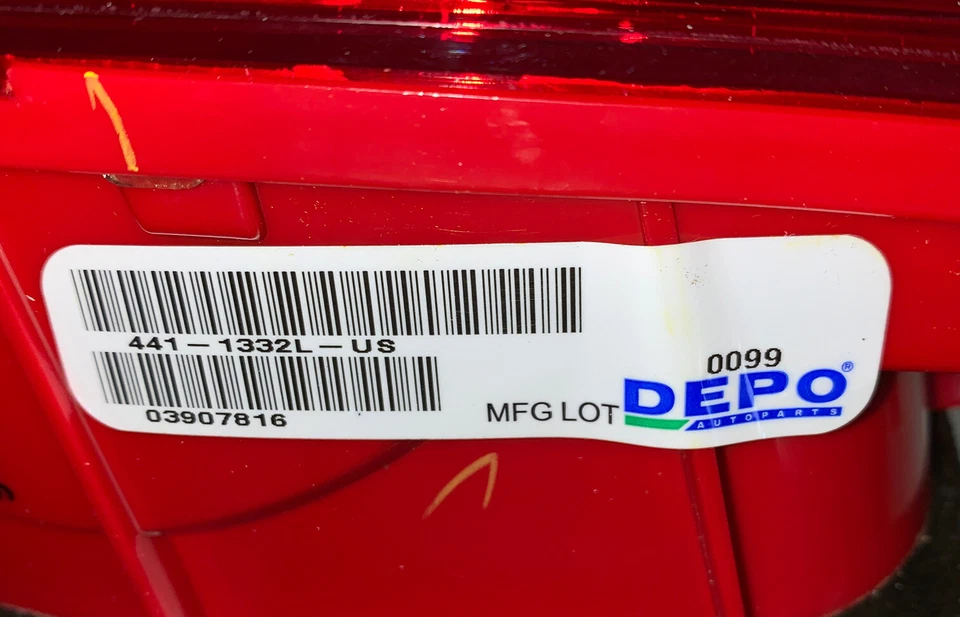 441-1332L-US
03907816
MFG LOT
0099
DEPO®
AUTOPARTS